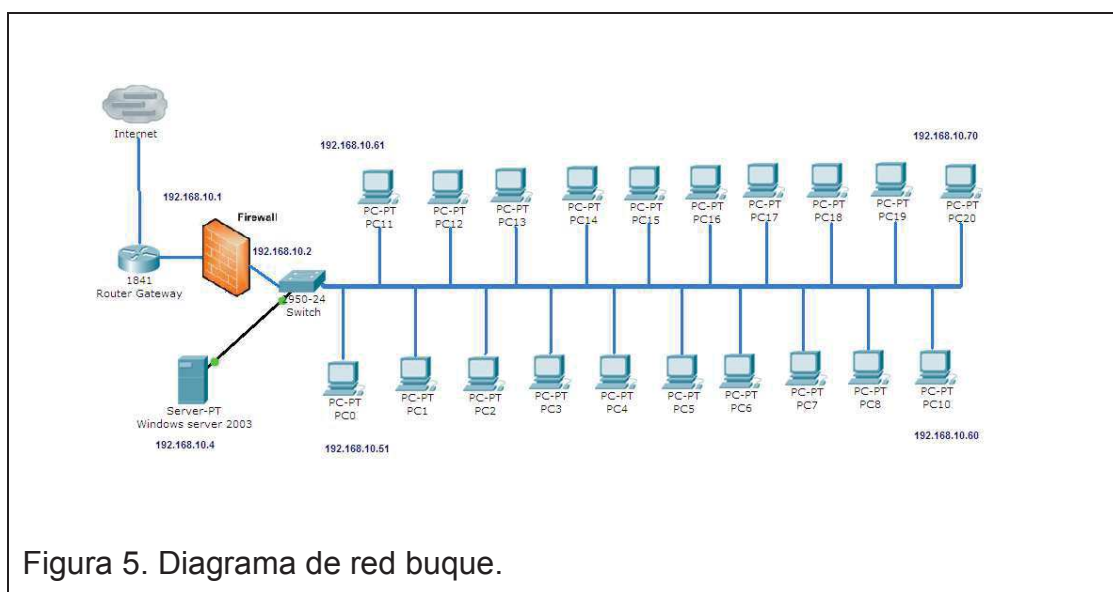 Internet
192.168.10.1
Firewall
192.168.10.2
1841
Router Gateway
2950-24
Switch
Server-PT
Windows server 2003
192.168.10.4
192.168.10.61
192.168.10.70
PC-PT
PC11
PC-PT
PC12
PC-PT
PC13
PC-PT
PC14
PC-PT
PC15
PC-PT
PC16
PC-PT
PC17
PC-PT
PC18
PC-PT
PC19
PC-PT
PC20
PC-PT
PC0
PC-PT
PC1
PC-PT
PC2
PC-PT
PC3
PC-PT
PC4
PC-PT
PC5
PC-PT
PC6
PC-PT
PC7
PC-PT
PC8
PC-PT
PC10
192.168.10.51
192.168.10.60
Figura 5. Diagrama de red buque.